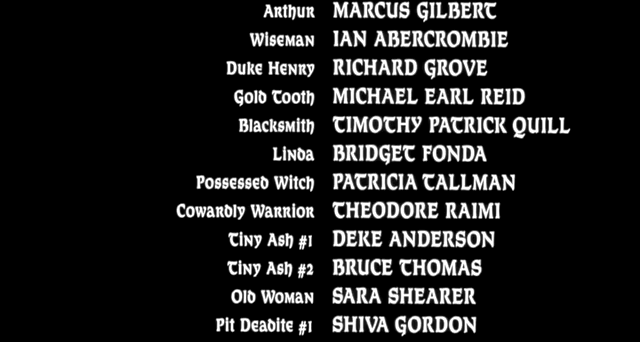 Arthur MARCUS GILBERT
Wiseman IAN ABERCROMBIE
Duke Henry RICHARD GROVE
Gold Tooth MICHAEL EARL REID
Blacksmith TIMOTHY PATRICK QUILL
Linda BRIDGET FONDA
Possessed Witch PATRICIA TALLMAN
Cowardly Warrior THEODORE RAIMI
Tiny Ash #1 DEKE ANDERSON
Tiny Ash #2 BRUCE THOMAS
Old Woman SARA SHEARER
Pit Deadite #1 SHIVA GORDON